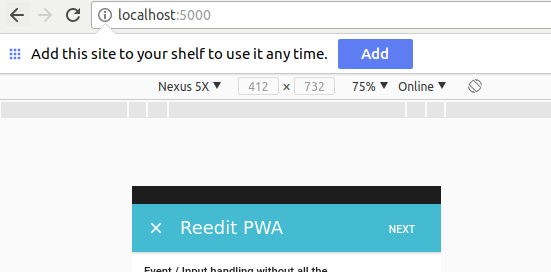 localhost:5000
Add this site to your shelf to use it any time. Add
Nexus 5X 412 × 732 75% Online
× Reedit PWA NEXT
Event / Input handling without all the